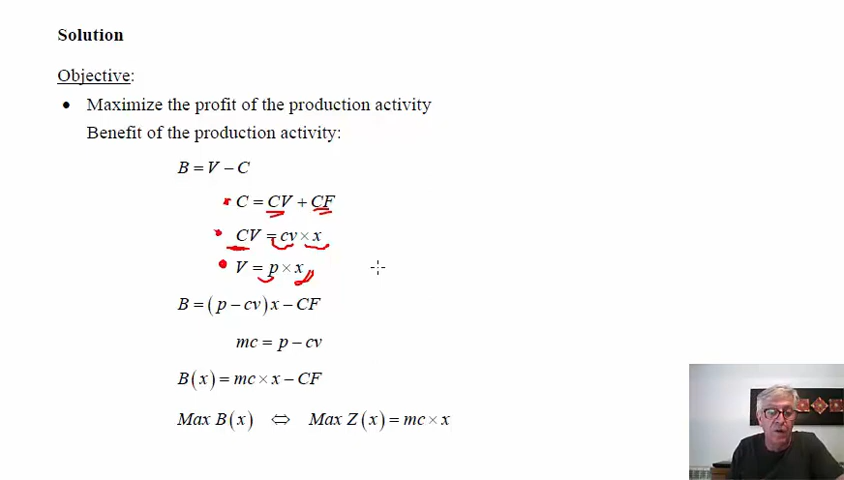 Solution
Objective:
• Maximize the profit of the production activity
Benefit of the production activity:
B = V − C
C = CV + CF
CV = cv × x
V = p × x
B = (p − cv) x − CF
mc = p − cv
B(x) = mc × x − CF
Max B(x) ⇔ Max Z(x) = mc × x